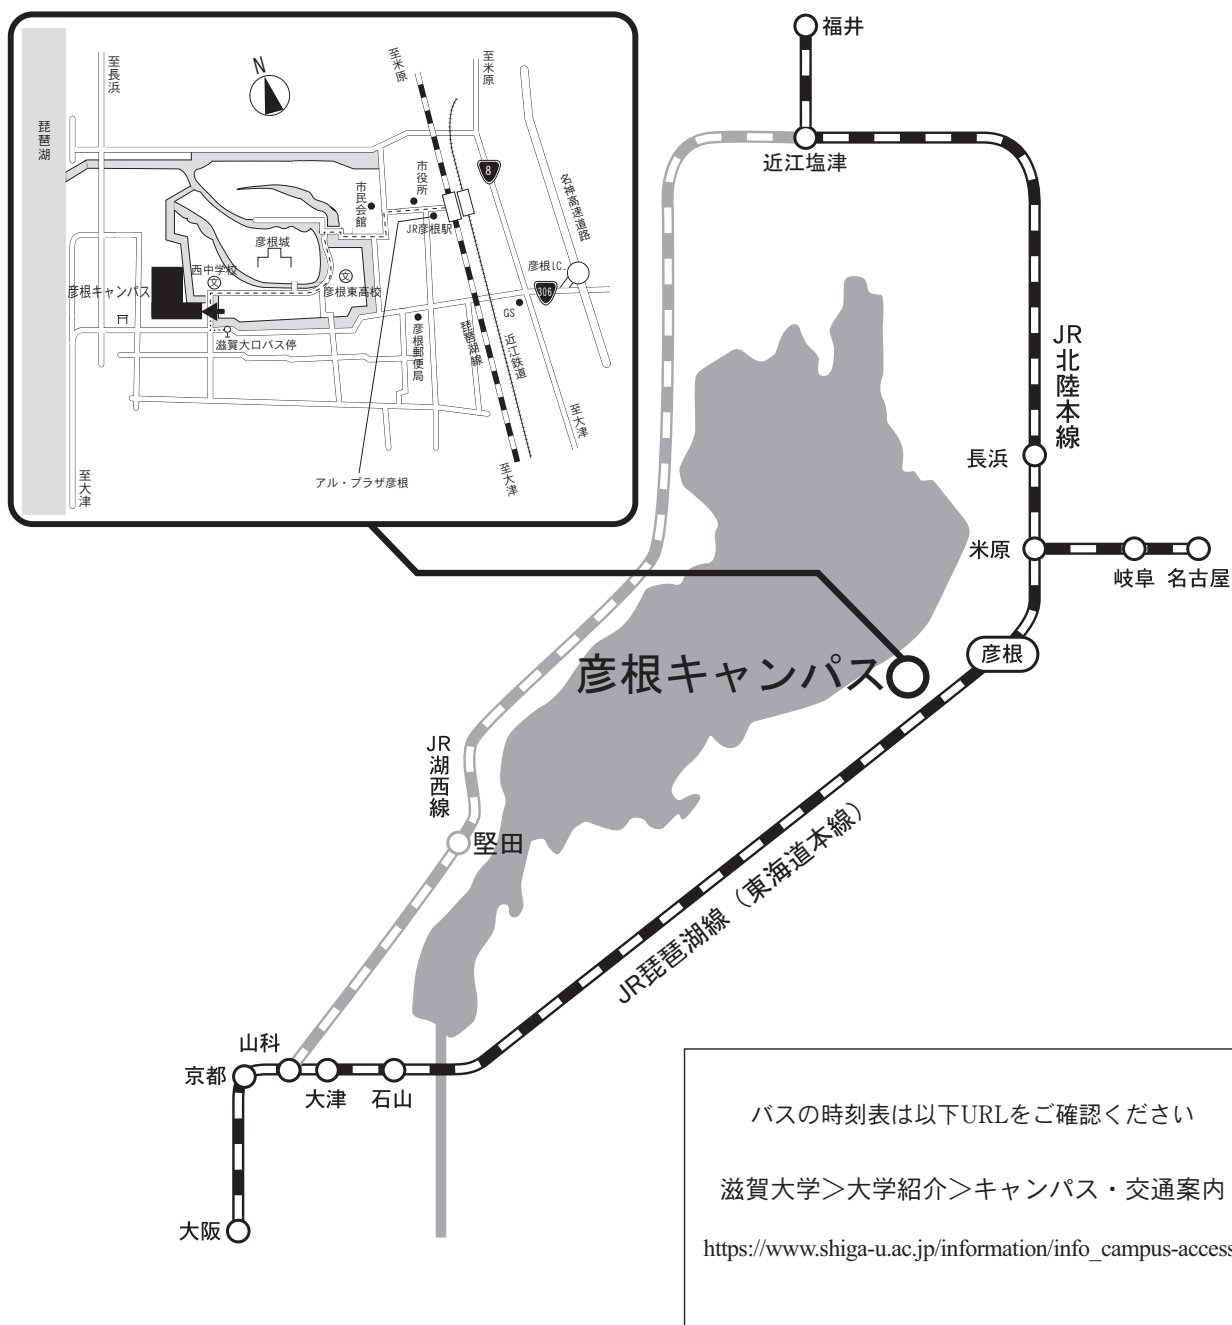 福井
近江塩津
JR北陸本線
長浜
米原
岐阜
名古屋
彦根
彦根キャンパス
JR湖西線
堅田
JR琵琶湖線（東海道本線）
山科
京都
大津
石山
大阪
琵琶湖
至長浜
N
至米原
至米原
8
名神高速道路
市役所
市民会館
JR彦根駅
彦根城
西中学校
文
文
彦根東高校
彦根I.C.
306
GS
彦根キャンパス
滋賀大口バス停
彦根郵便局
琵琶湖線
近江鉄道
至大津
至大津
至大津
アル・プラザ彦根
バスの時刻表は以下URLをご確認ください
滋賀大学＞大学紹介＞キャンパス・交通案内
https://www.shiga-u.ac.jp/information/info_campus-access